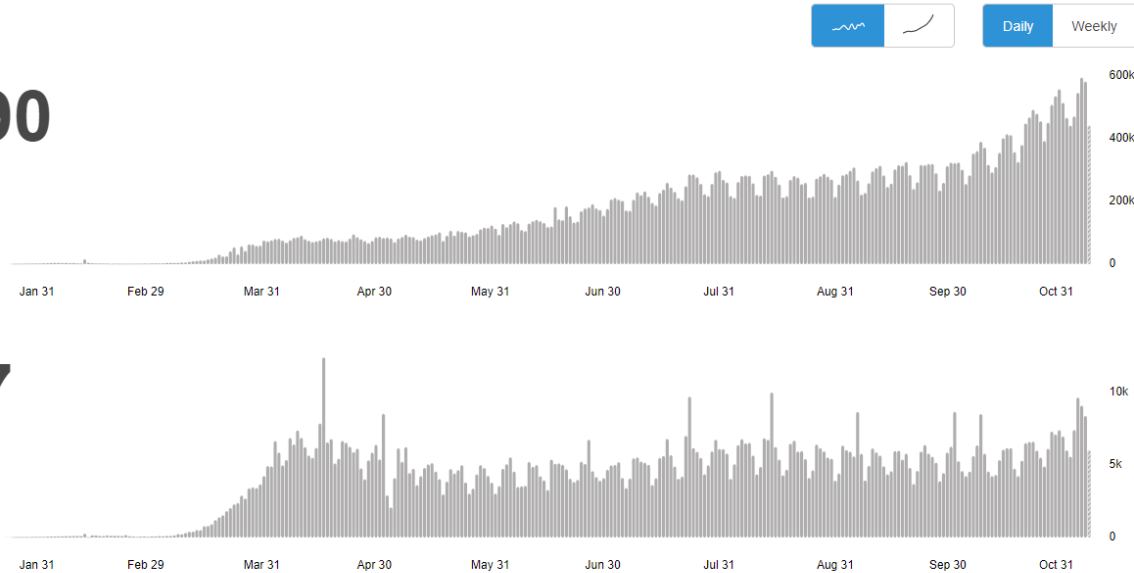 Daily Weekly
600k
90
400k
200k
0
Jan 31 Feb 29 Mar 31 Apr 30 May 31 Jun 30 Jul 31 Aug 31 Sep 30 Oct 31
7
10k
5k
0
Jan 31 Feb 29 Mar 31 Apr 30 May 31 Jun 30 Jul 31 Aug 31 Sep 30 Oct 31